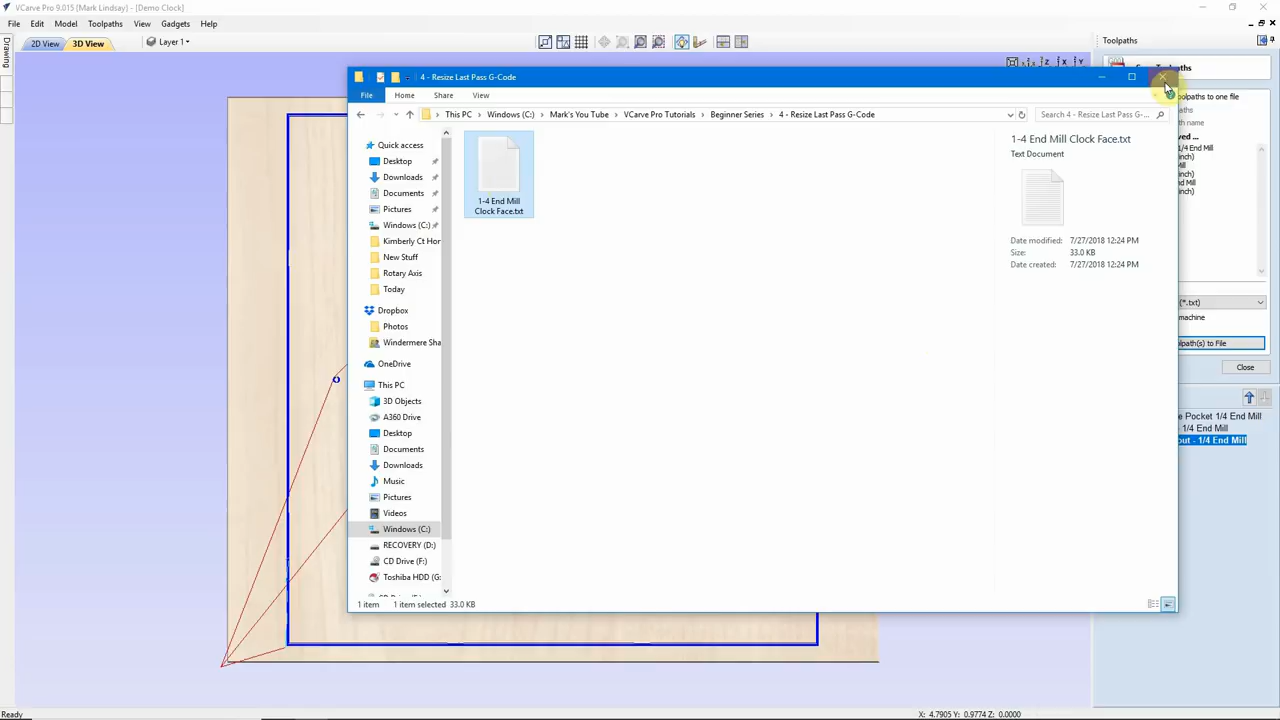 VCarve Pro 9.015 {Mark Lindsay} - [Demo Clock]
File Edit Model Toolpaths View Gadgets Help
2D View 3D View Layer 1
Drawing
Toolpaths
4 - Resize Last Pass G-Code
File Home Share View
This PC Windows (C:) Mark's You Tube VCarve Pro Tutorials Beginner Series 4 - Resize Last Pass G-Code
Search 4 - Resize Last Pass G-...
Quick access
Desktop
Downloads
Documents
Pictures
Windows (C:)
Kimberly Ct Hor
New Stuff
Rotary Axis
Today
Dropbox
Photos
Windermere Sha
OneDrive
This PC
3D Objects
A360 Drive
Desktop
Documents
Downloads
Music
Pictures
Videos
Windows (C:)
RECOVERY (D:)
CD Drive (F:)
Toshiba HDD (G:
1-4 End Mill
Clock Face.txt
1-4 End Mill Clock Face.txt
Text Document
Date modified: 7/27/2018 12:24 PM
Size: 33.0 KB
Date created: 7/27/2018 12:24 PM
1 item 1 item selected 33.0 KB
oolpaths to one file
ved ...
1/4 End Mill
inch)
inch)
nd Mill
inch)
(*.txt)
machine
olpath(s) to File
Close
e Pocket 1/4 End Mill
- 1/4 End Mill
out - 1/4 End Mill
Ready
X: 4.7905 Y: 0.9774 Z: 0.0000